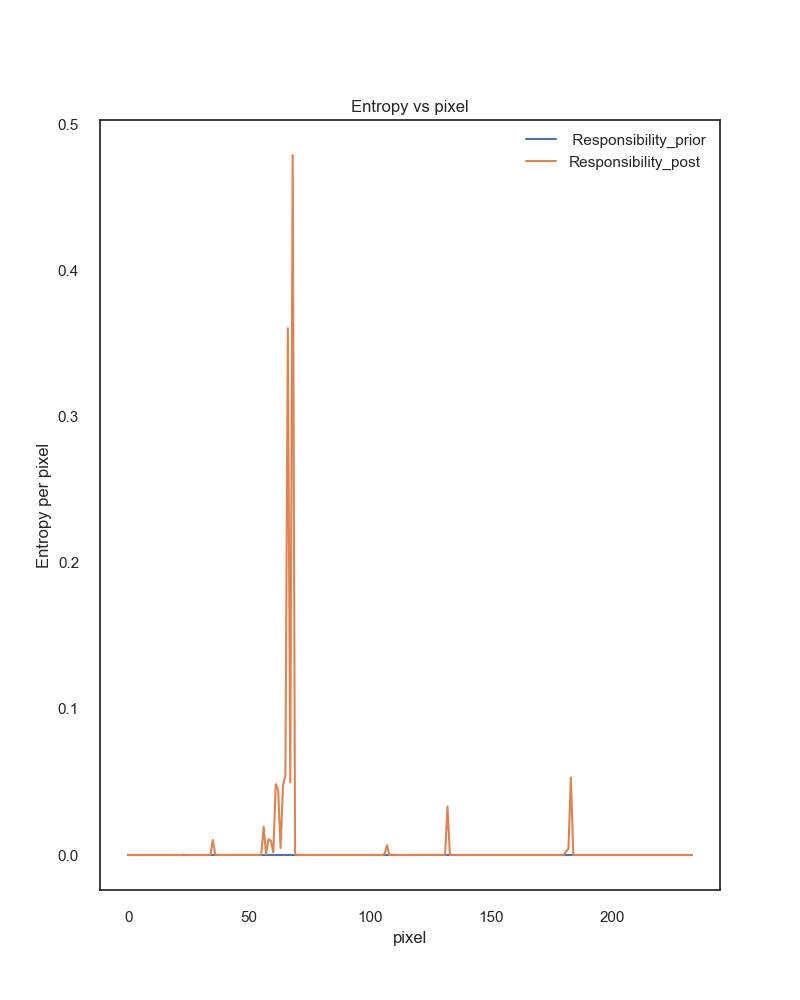 Entropy vs pixel
Responsibility_prior
Responsibility_post
Entropy per pixel
0.5
0.4
0.3
0.2
0.1
0.0
0 50 100 150 200
pixel